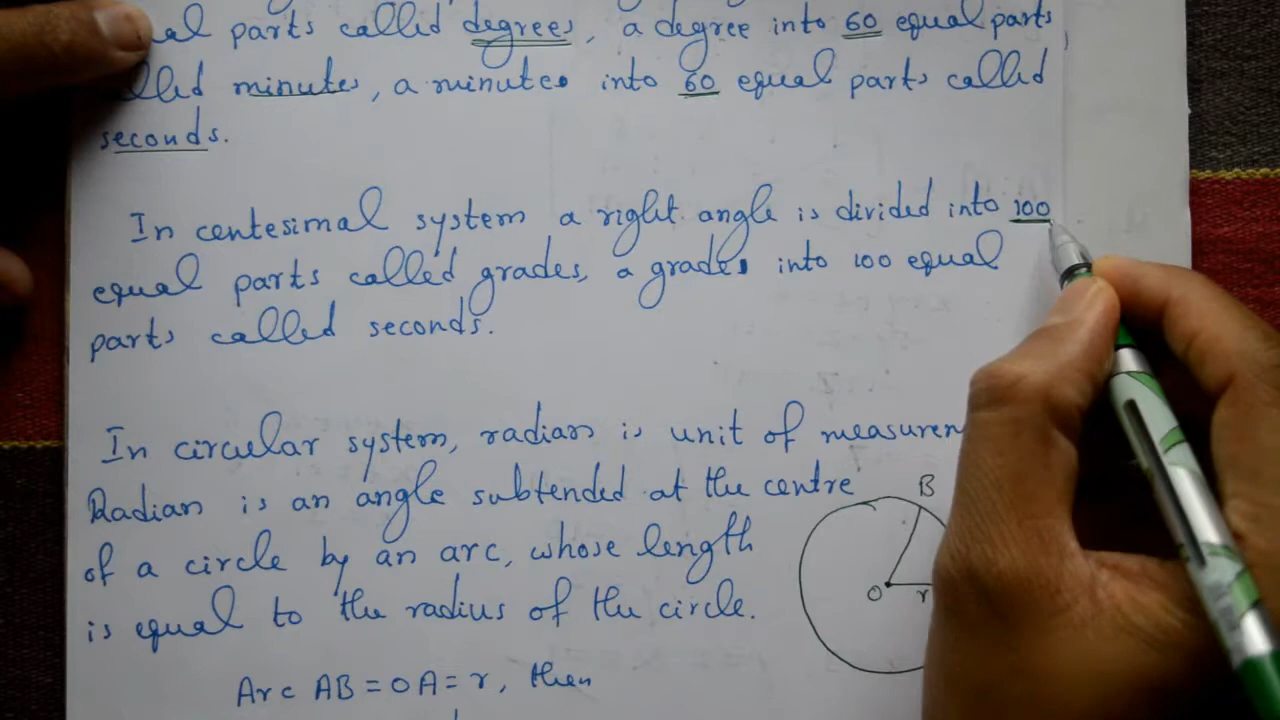 parts called degrees, a degree into 60 equal parts
minutes, a minutes into 60 equal parts called
seconds.
In centesimal system a right angle is divided into 100
equal parts called grades, a grades into 100 equal
parts called seconds.
In circular system, radian is unit of
Radian is an angle subtended at the centre
of a circle by an arc, whose length
is equal to the radius of the circle.
B
O r
Arc AB = OA = r, then